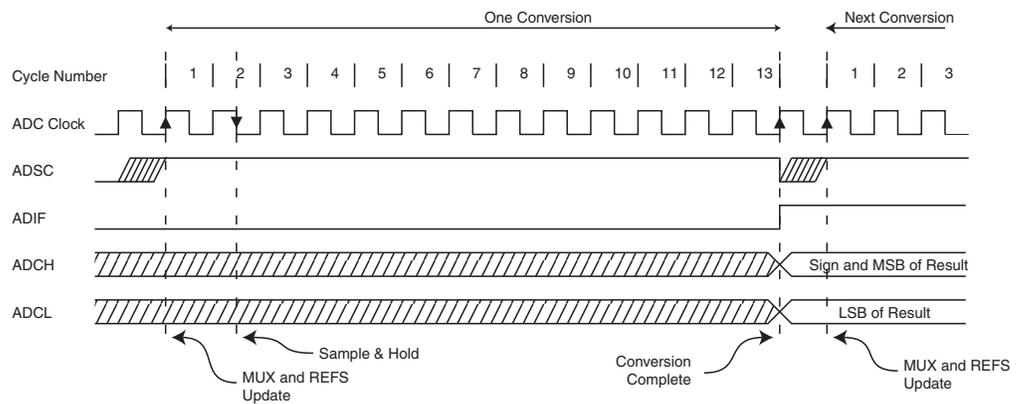 One Conversion
Next Conversion
Cycle Number 1 2 3 4 5 6 7 8 9 10 11 12 13 1 2 3
ADC Clock
ADSC
ADIF
ADCH
Sign and MSB of Result
ADCL
LSB of Result
Sample & Hold
MUX and REFS
Update
Conversion
Complete
MUX and REFS
Update